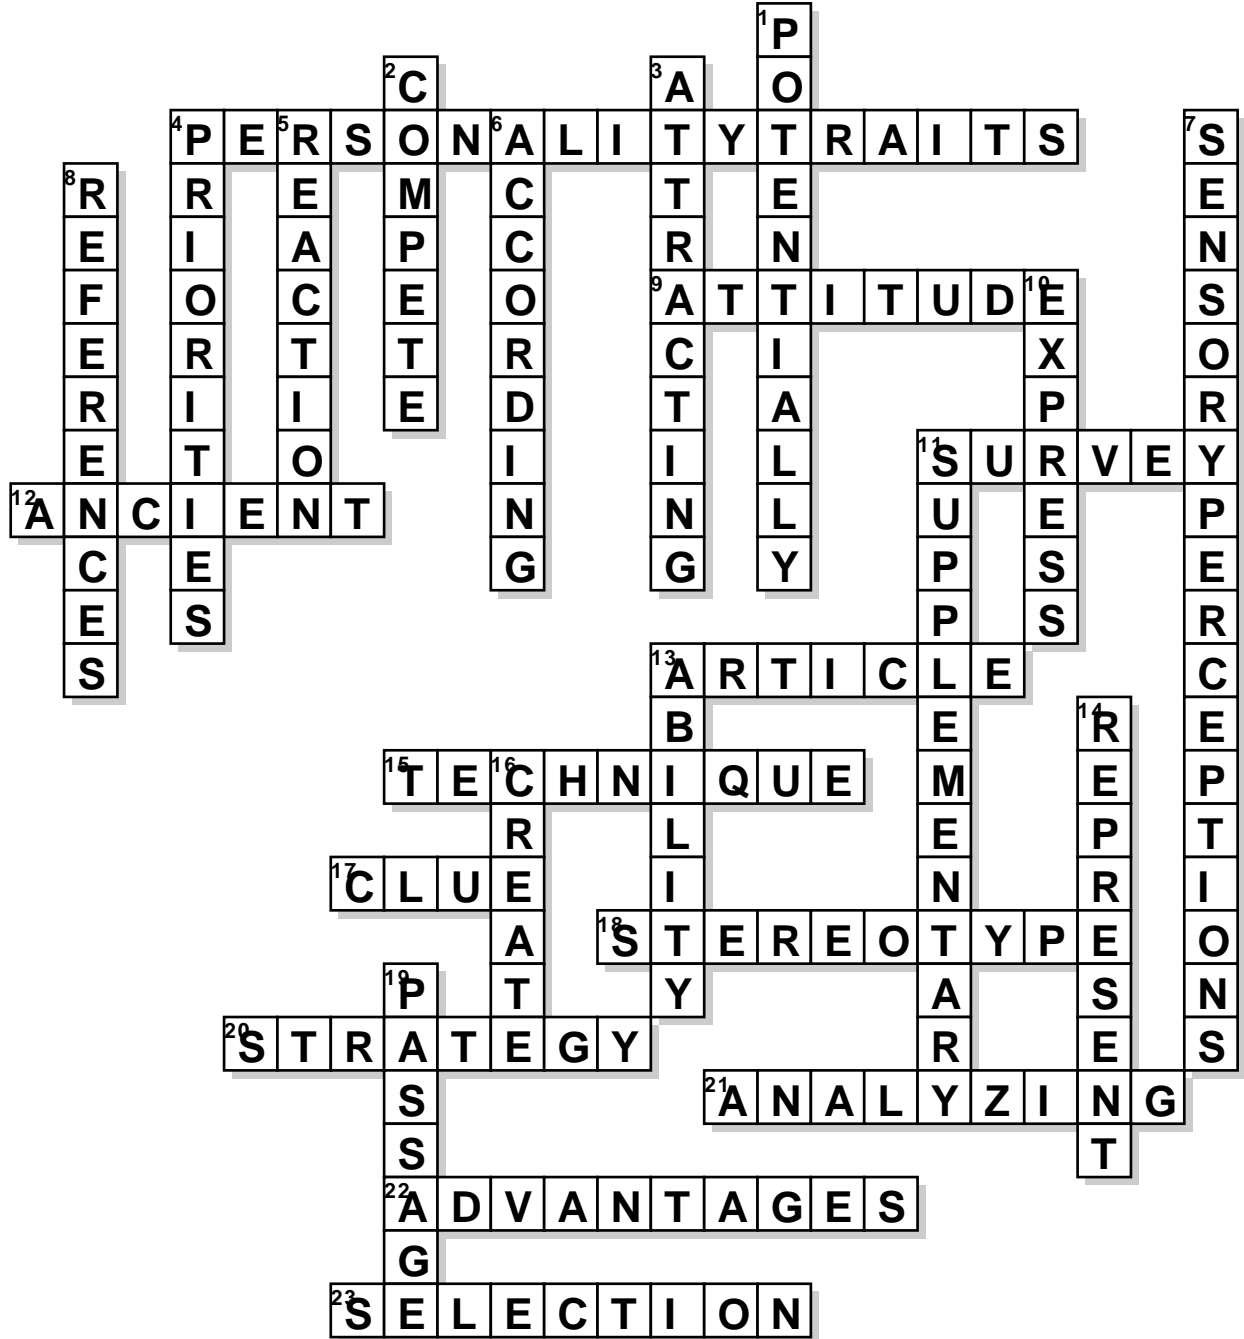 1 P
2 C 3 A O
4 P E 5 R S O N 6 A L I T Y T R A I T S 7 S
8 R R E M C T E E
E I A P C R N N
F O C E O 9 A T T I T U D 10 E S
E R T T R C I X O
R I I E D T A P R
E T O I I L 11 S U R V E Y
12 A N C I E N T N N L U E P
C E G G Y P S E
E S P S R
S 13 A R T I C L E C
B E 14 R E
15 T E 16 C H N I Q U E M E P
R L E P T
17 C L U E I N R I
A 18 S T E R E O T Y P E O
19 P T Y A S N
20 S T R A T E G Y R E S
S 21 A N A L Y Z I N G
S T
22 A D V A N T A G E S
G
23 S E L E C T I O N